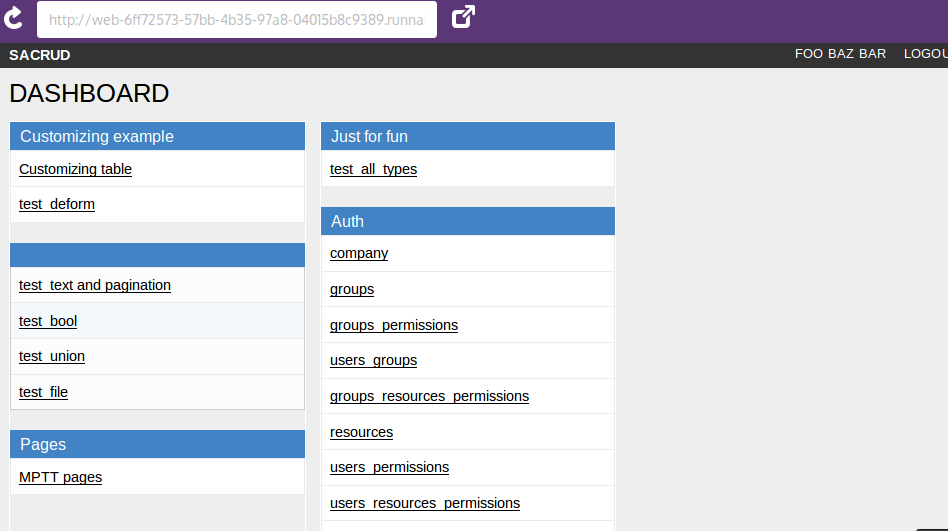 http://web-6ff72573-57bb-4b35-97a8-04015b8c9389.runna
SACRUD
FOO BAZ BAR
LOGOU
DASHBOARD
Customizing example
Customizing table
test_deform
test_text and pagination
test_bool
test_union
test_file
Pages
MPTT pages
Just for fun
test_all_types
Auth
company
groups
groups_permissions
users_groups
groups_resources_permissions
resources
users_permissions
users_resources_permissions